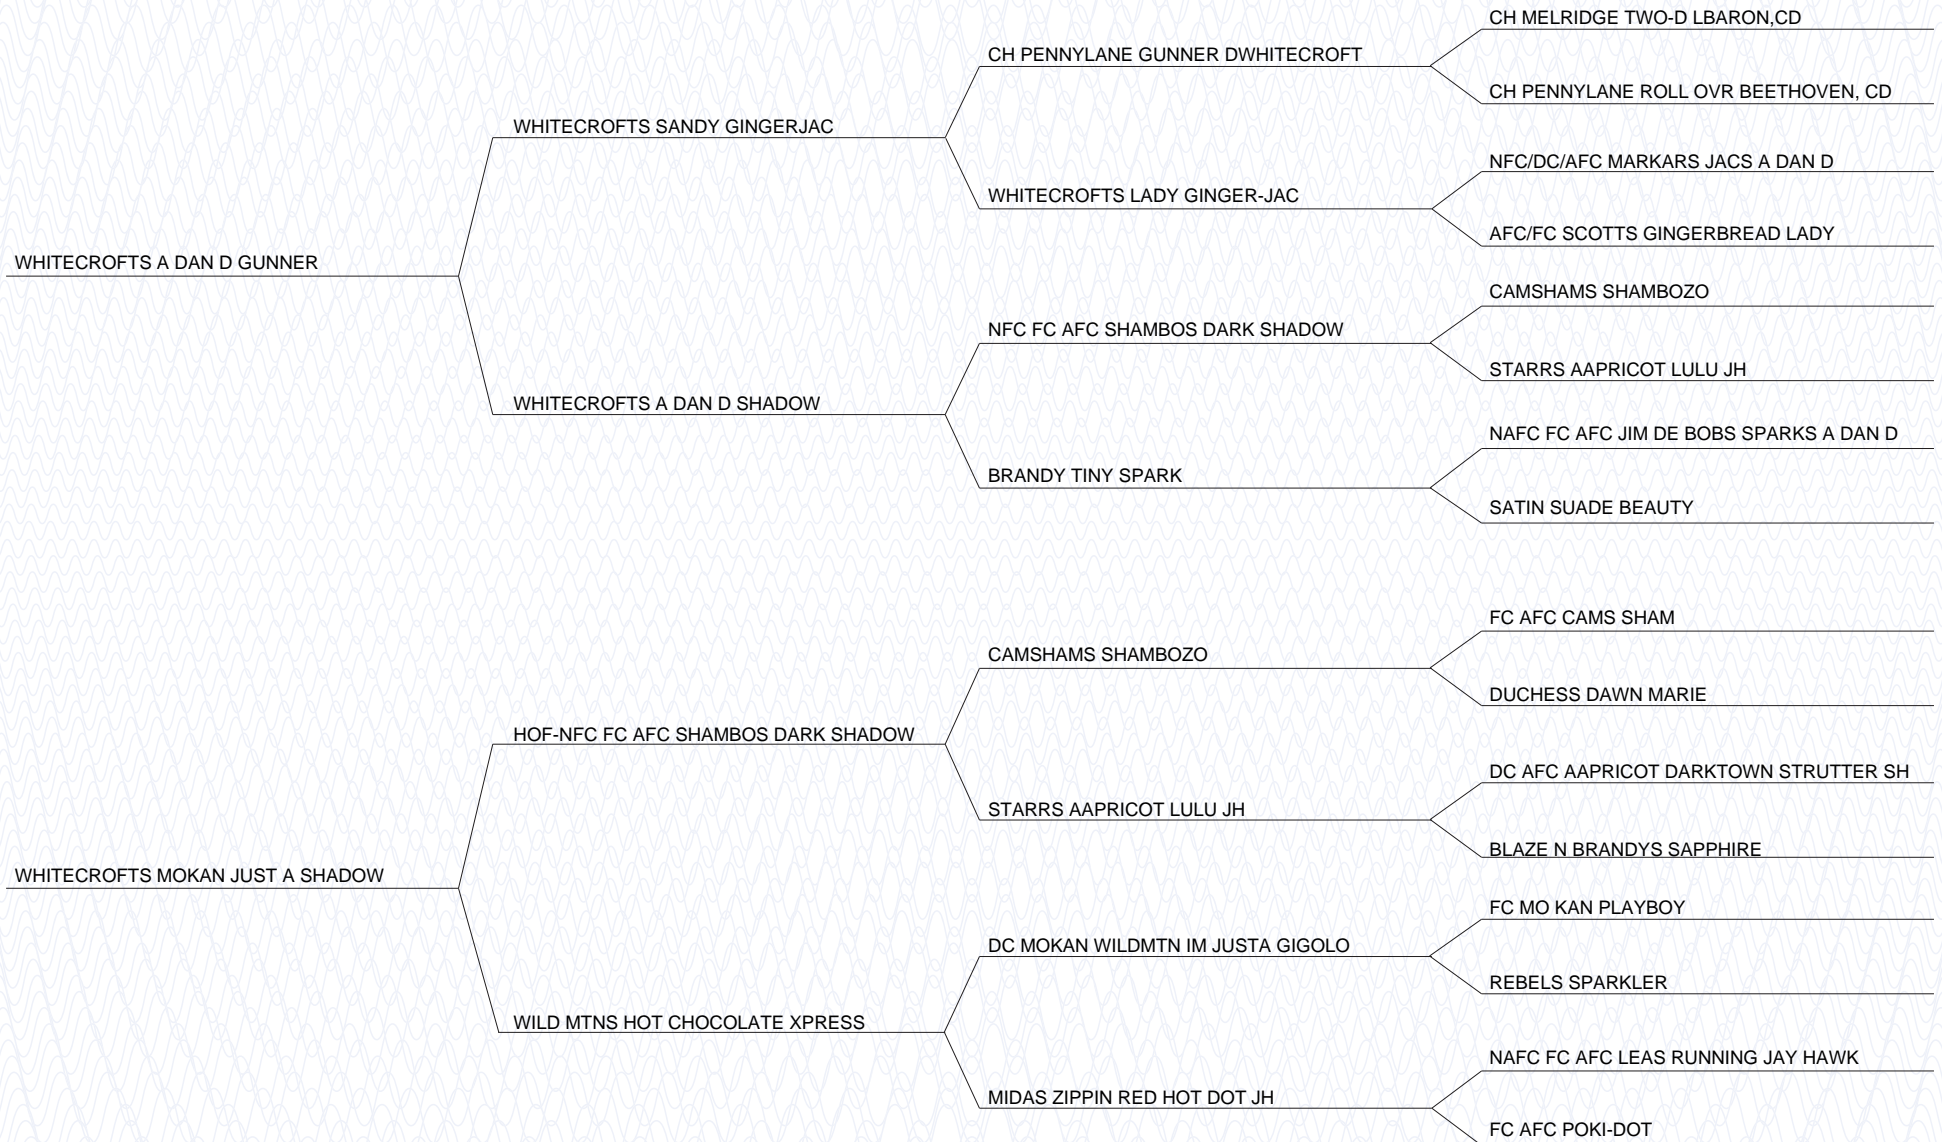 CH MELRIDGE TWO-D LBARON,CD
CH PENNYLANE GUNNER DWHITECROFT
CH PENNYLANE ROLL OVR BEETHOVEN, CD
WHITECROFTS SANDY GINGERJAC
NFC/DC/AFC MARKARS JACS A DAN D
WHITECROFTS LADY GINGER-JAC
AFC/FC SCOTTS GINGERBREAD LADY
WHITECROFTS A DAN D GUNNER
CAMSHAMS SHAMBOZO
NFC FC AFC SHAMBOS DARK SHADOW
STARRS AAPRICOT LULU JH
WHITECROFTS A DAN D SHADOW
NAFC FC AFC JIM DE BOBS SPARKS A DAN D
BRANDY TINY SPARK
SATIN SUADE BEAUTY
FC AFC CAMS SHAM
CAMSHAMS SHAMBOZO
DUCHESS DAWN MARIE
HOF-NFC FC AFC SHAMBOS DARK SHADOW
DC AFC AAPRICOT DARKTOWN STRUTTER SH
STARRS AAPRICOT LULU JH
BLAZE N BRANDYS SAPPHIRE
WHITECROFTS MOKAN JUST A SHADOW
FC MO KAN PLAYBOY
DC MOKAN WILDMTN IM JUSTA GIGOLO
REBELS SPARKLER
WILD MTNS HOT CHOCOLATE XPRESS
NAFC FC AFC LEAS RUNNING JAY HAWK
MIDAS ZIPPIN RED HOT DOT JH
FC AFC POKI-DOT